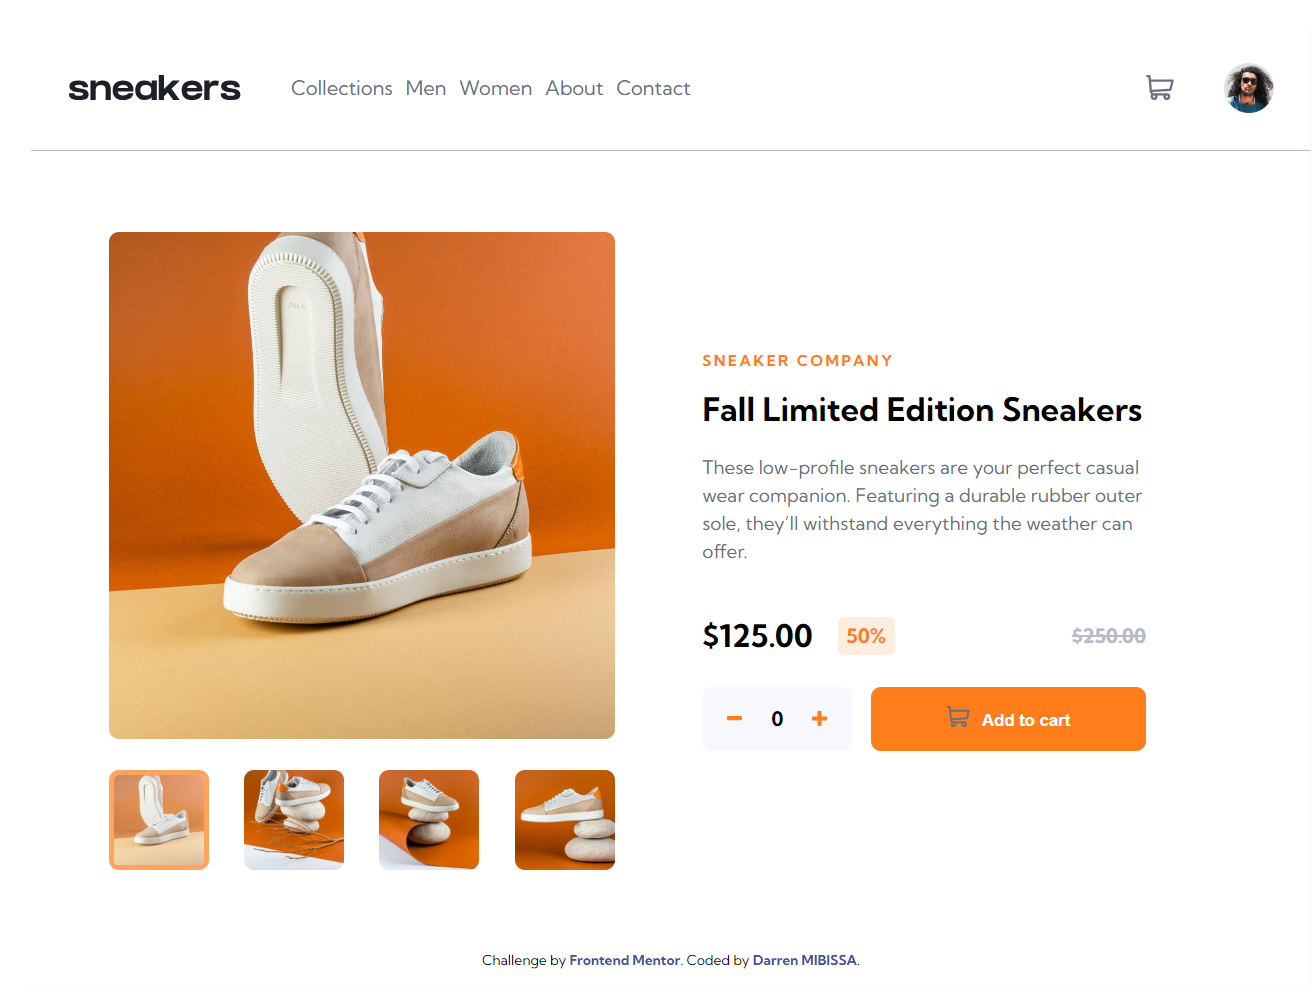 sneakers Collections Men Women About Contact
SNEAKER COMPANY
Fall Limited Edition Sneakers
These low-profile sneakers are your perfect casual
wear companion. Featuring a durable rubber outer
sole, they’ll withstand everything the weather can
offer.
$125.00 50% $250.00
0 Add to cart
Challenge by Frontend Mentor. Coded by Darren MIBISSA.